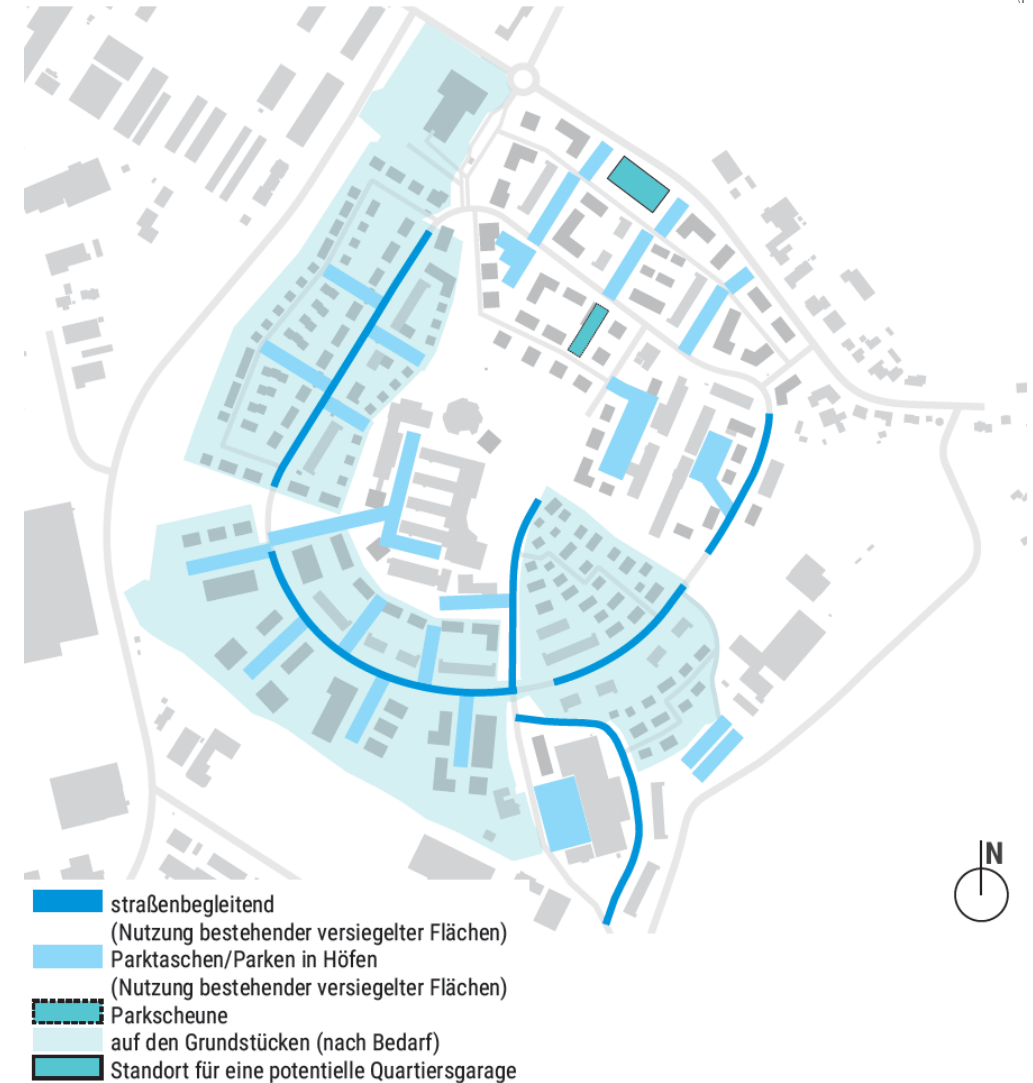 N
straßenbegleitend
(Nutzung bestehender versiegelter Flächen)
Parktaschen/Parken in Höfen
(Nutzung bestehender versiegelter Flächen)
Parkscheune
auf den Grundstücken (nach Bedarf)
Standort für eine potentielle Quartiersgarage